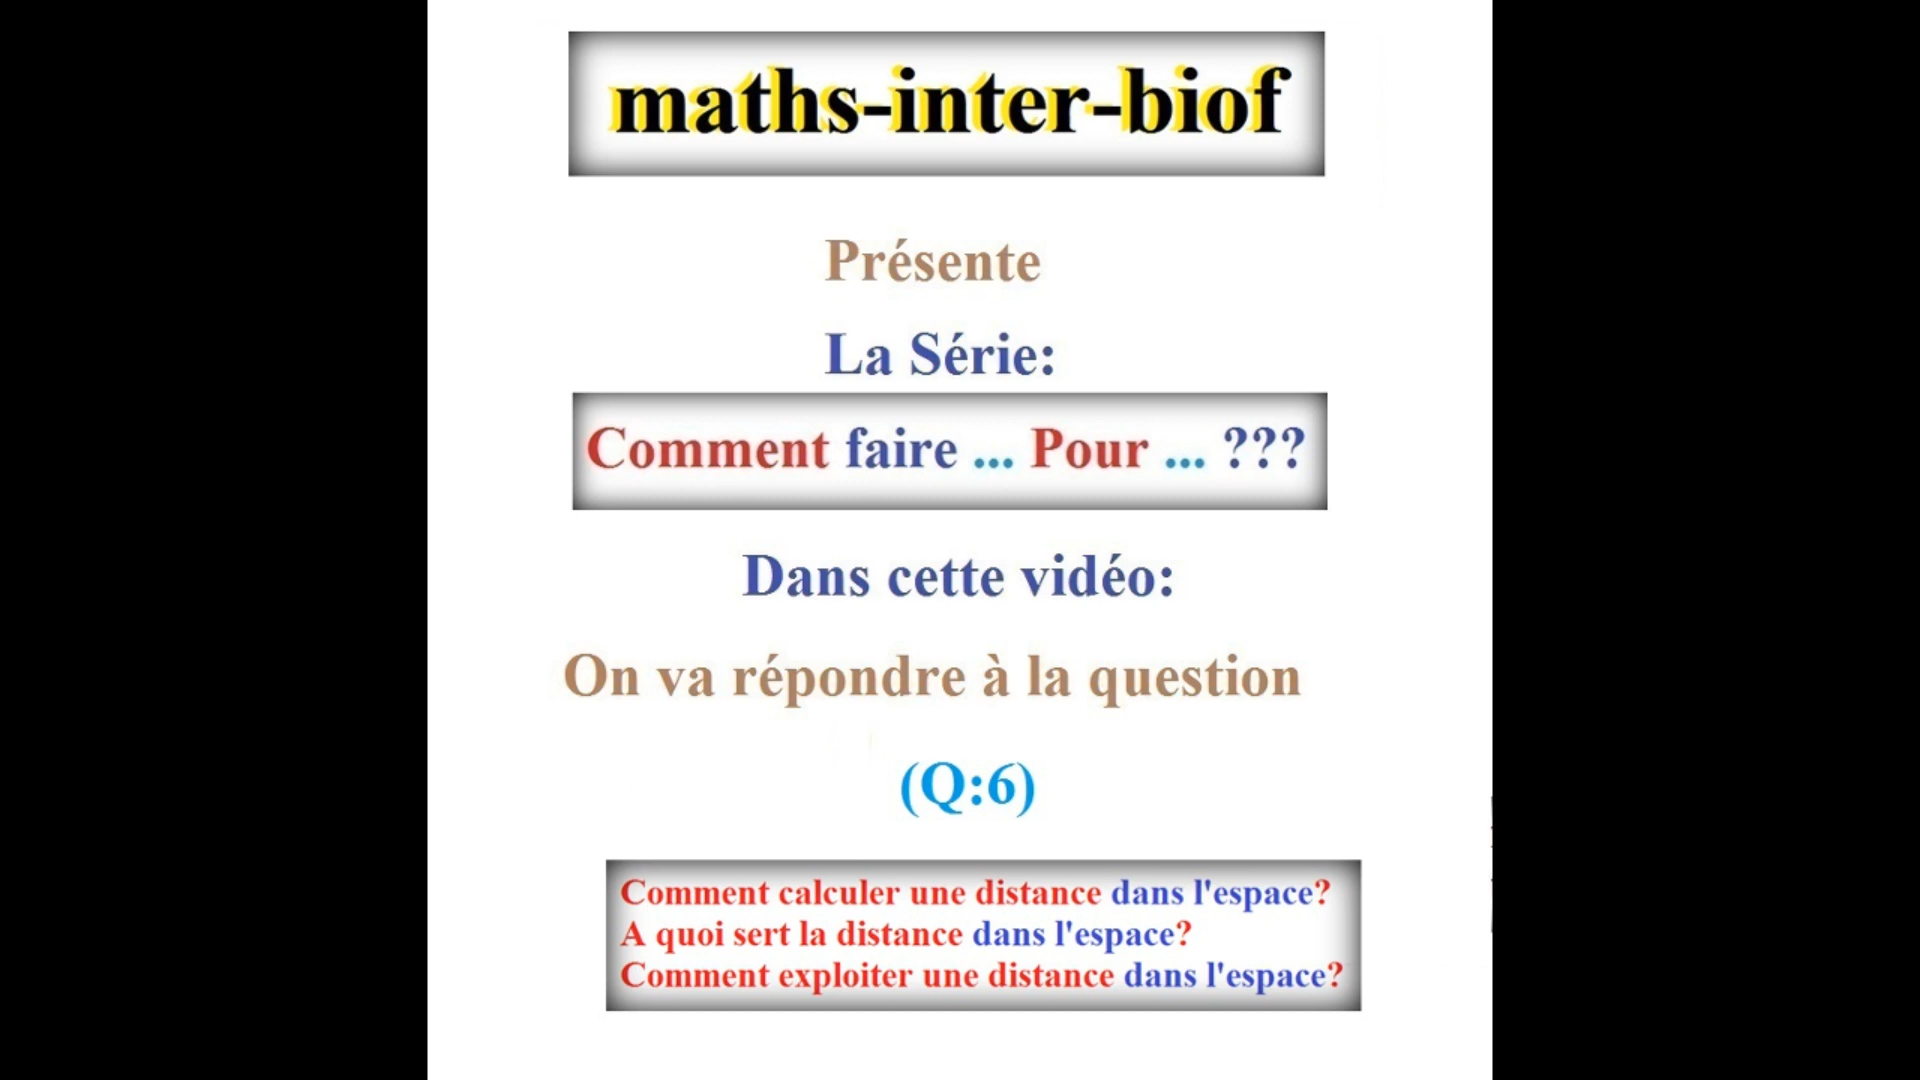 maths-inter-biof
Présente
La Série:
Comment faire ... Pour ... ???
Dans cette vidéo:
On va répondre à la question
(Q:6)
Comment calculer une distance dans l'espace?
A quoi sert la distance dans l'espace?
Comment exploiter une distance dans l'espace?